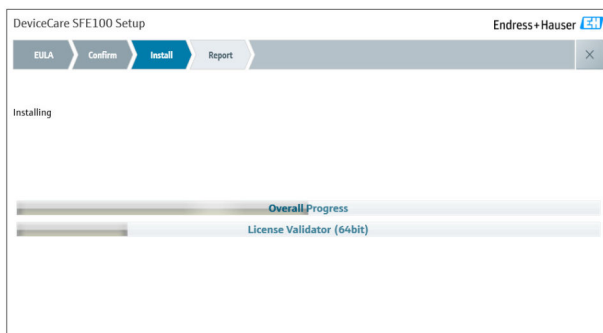 DeviceCare SFE100 Setup
Endress+Hauser EH
EULA Confirm Install Report
Installing
Overall Progress
License Validator (64bit)